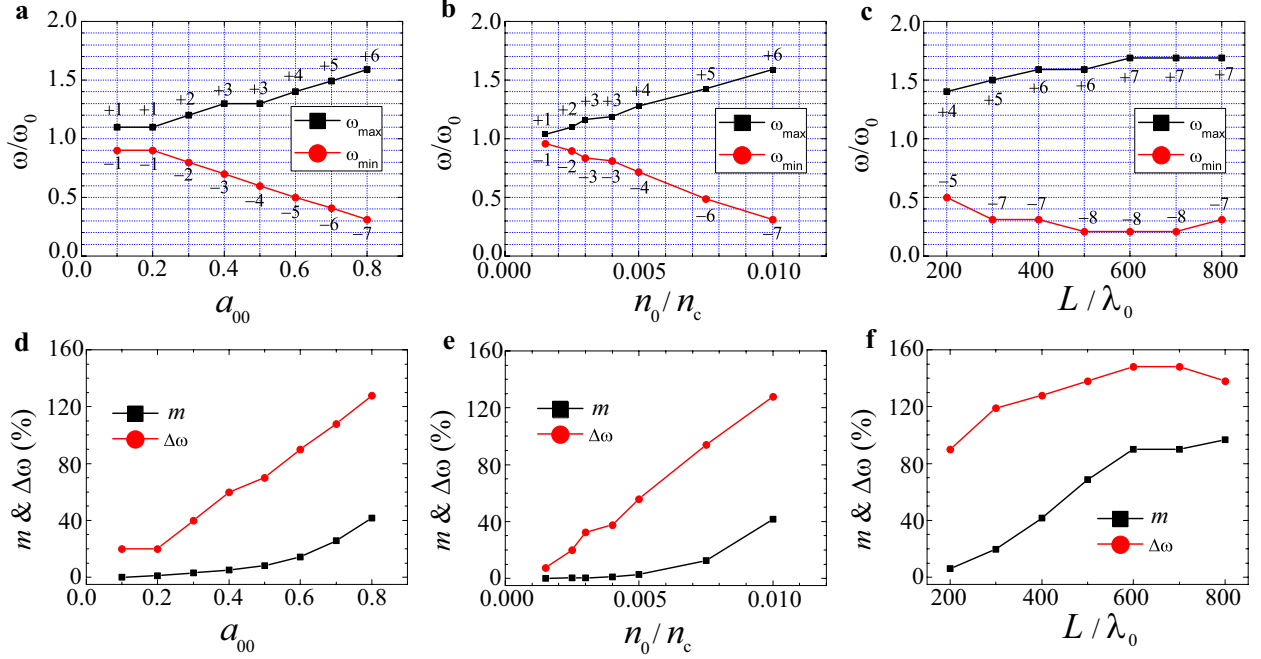 a
2.0
1.5
1.0
0.5
0.0
ω/ω0
+1 +1 +2 +3 +3 +4 +5 +6
−1 −1 −2 −3 −4 −5 −6 −7
ωmax
ωmin
0.0 0.2 0.4 0.6 0.8
a00
b
2.0
1.5
1.0
0.5
0.0
ω/ω0
+1 +2 +3 +3 +4 +5 +6
−1 −2 −3 −3 −4 −6 −7
ωmax
ωmin
0.000 0.005 0.010
n0/nc
c
2.0
1.5
1.0
0.5
0.0
ω/ω0
+4 +5 +6 +6 +7 +7 +7
−5 −7 −7 −8 −8 −8 −7
ωmax
ωmin
200 300 400 500 600 700 800
L/λ0
d
160
120
80
40
0
m & Δω (%)
m
Δω
0.0 0.2 0.4 0.6 0.8
a00
e
160
120
80
40
0
m & Δω (%)
m
Δω
0.000 0.005 0.010
n0/nc
f
160
120
80
40
0
m & Δω (%)
m
Δω
200 400 600 800
L/λ0